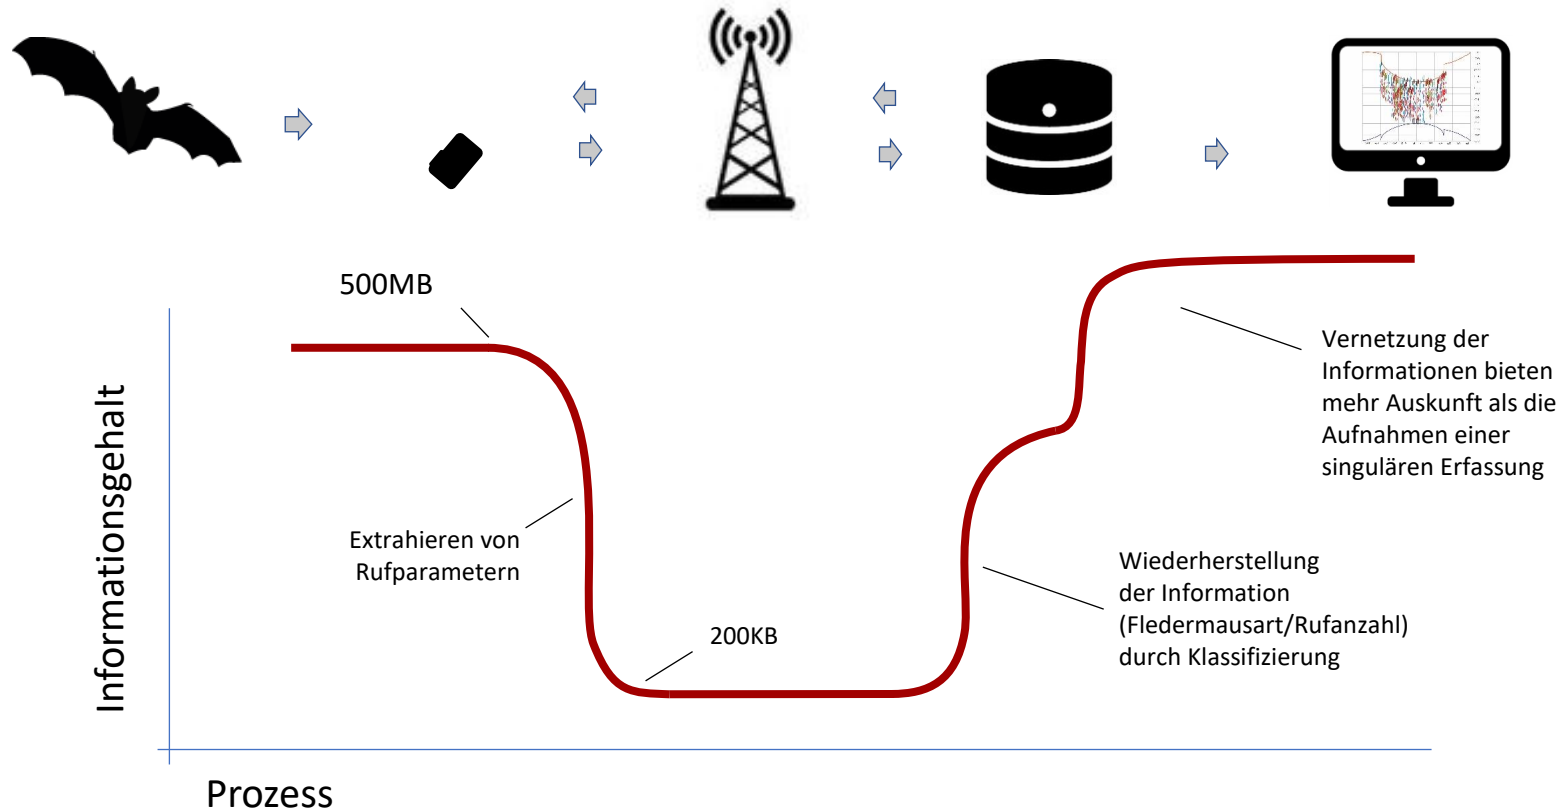 500MB
Informationsgehalt
Extrahieren von
Rufparametern
200KB
Vernetzung der
Informationen bieten
mehr Auskunft als die
Aufnahmen einer
singulären Erfassung
Wiederherstellung
der Information
(Fledermausart/Rufanzahl)
durch Klassifizierung
Prozess